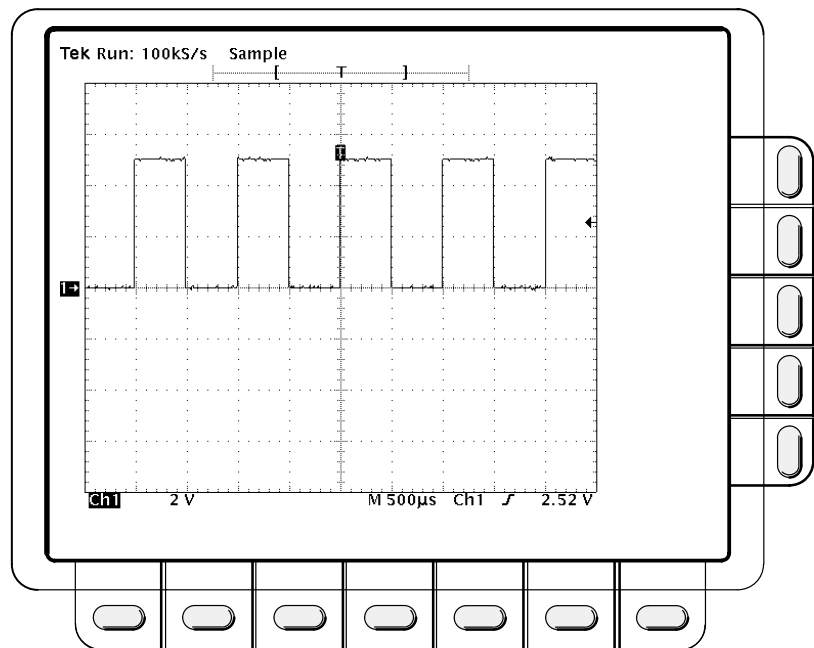 Tek Run: 100kS/s Sample
[ T ]
T
1→
Ch1 2 V M 500µs Ch1 2.52 V